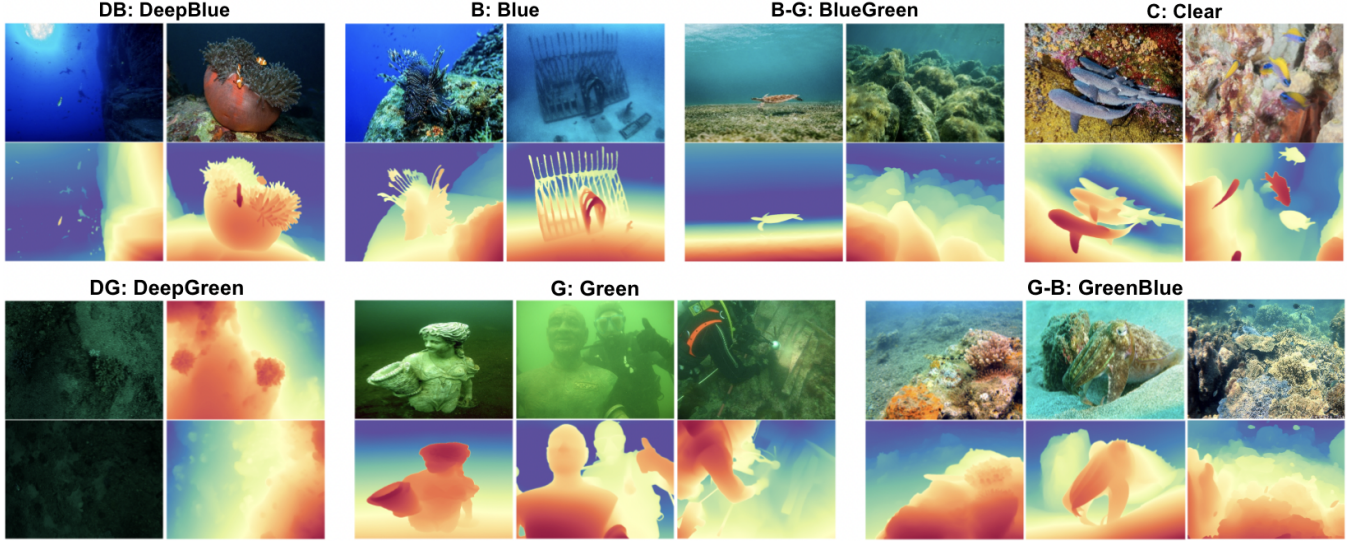 DB: DeepBlue
B: Blue
B-G: BlueGreen
C: Clear
DG: DeepGreen
G: Green
G-B: GreenBlue